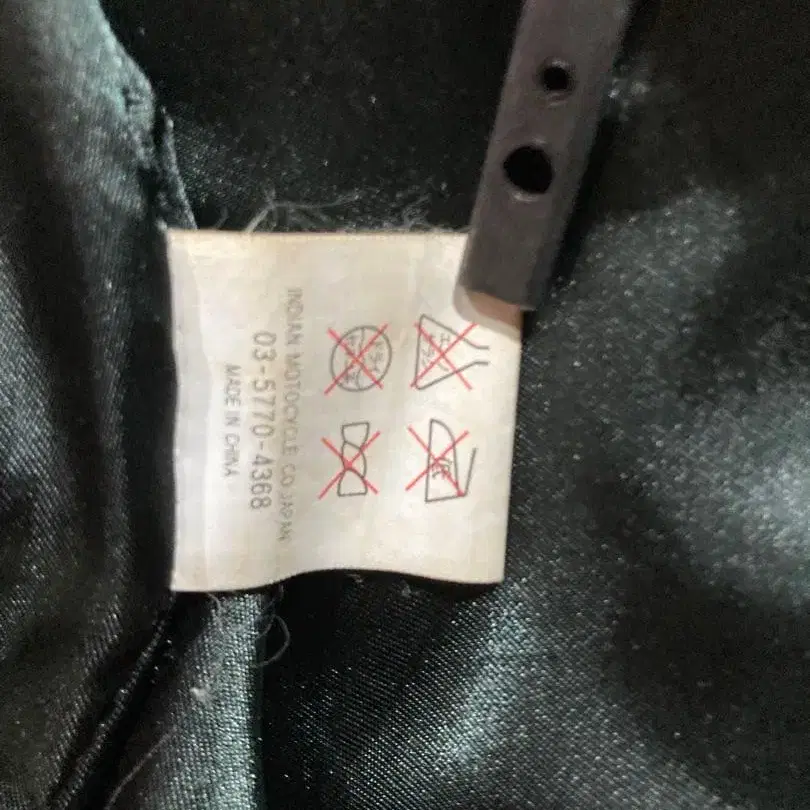 INDIAN MOTOCYCLE CO.JAPAN
03-5770-4368
MADE IN CHINA